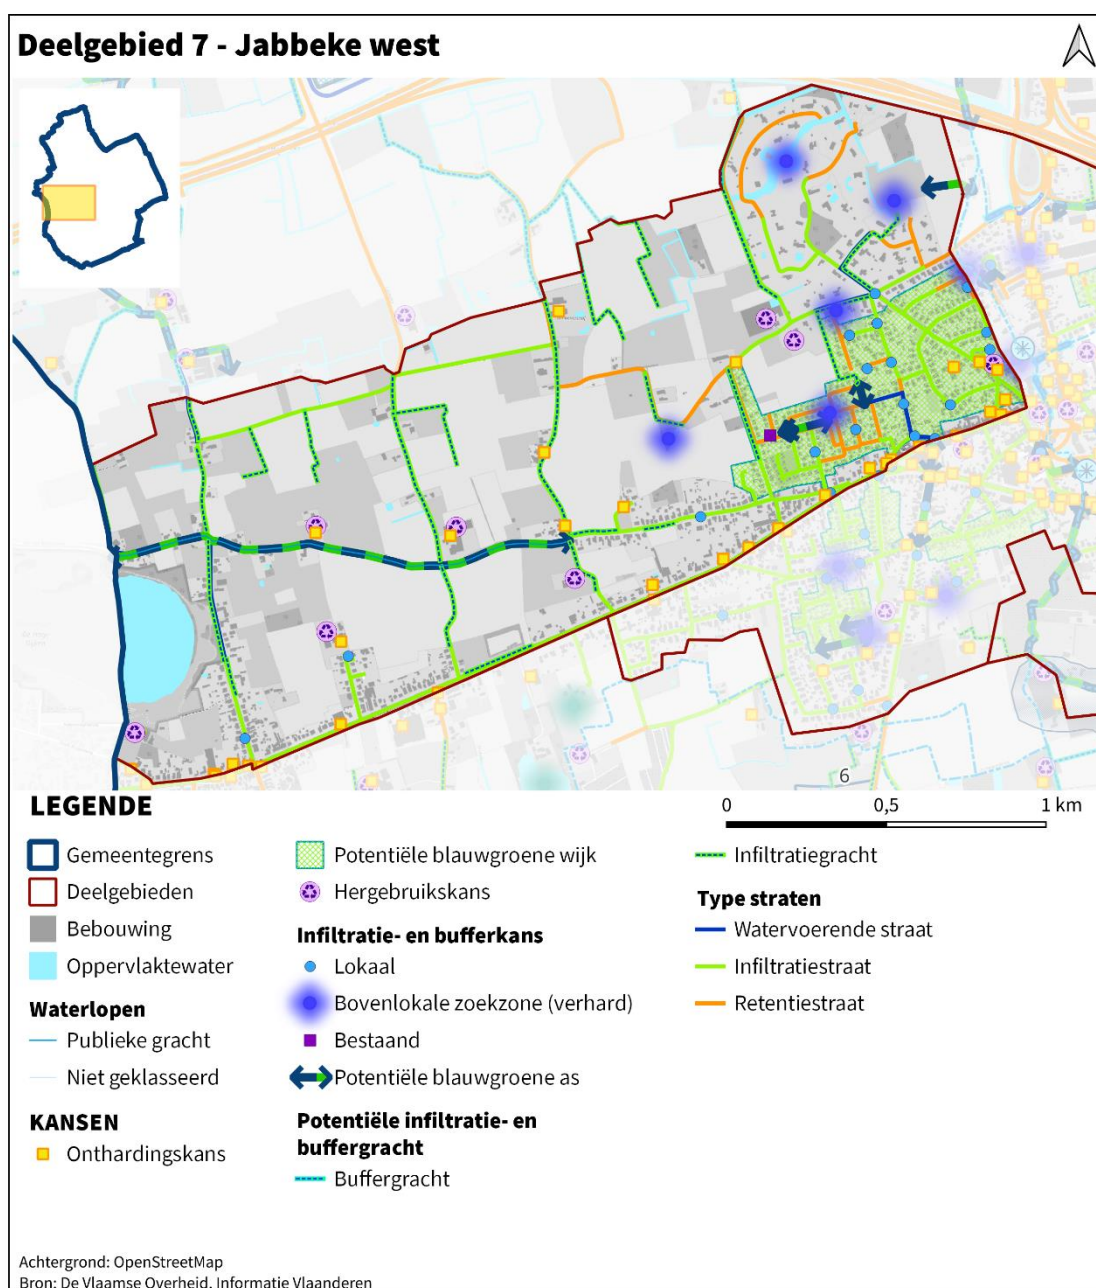 Deelgebied 7 - Jabbeke west
6
LEGENDE
0 0,5 1 km
Gemeentegrens
Deelgebieden
Bebouwing
Oppervlaktewater
Waterlopen
Publieke gracht
Niet geklasseerd
KANSEN
Onthardingskans
Potentiële blauwgroene wijk
Hergebruikskans
Infiltratie- en bufferkans
Lokaal
Bovenlokale zoekzone (verhard)
Bestaand
Potentiële blauwgroene as
Potentiële infiltratie- en
buffergracht
Buffergracht
Infiltratiegracht
Type straten
Watervoerende straat
Infiltratiestraat
Retentiestraat
Achtergrond: OpenStreetMap
Bron: De Vlaamse Overheid, Informatie Vlaanderen